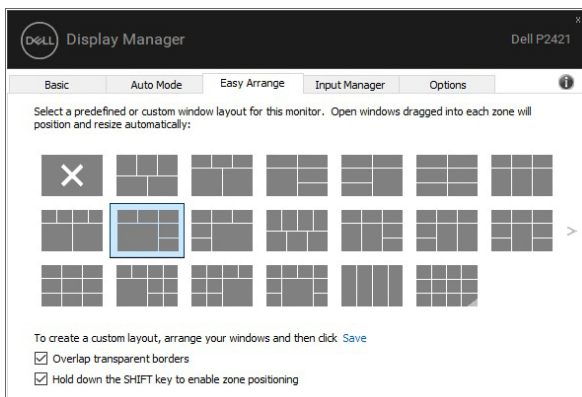 x
DELL Display Manager
Dell P2421
Basic Auto Mode Easy Arrange Input Manager Options i
Select a predefined or custom window layout for this monitor. Open windows dragged into each zone will
position and resize automatically:
>
To create a custom layout, arrange your windows and then click Save
Overlap transparent borders
Hold down the SHIFT key to enable zone positioning